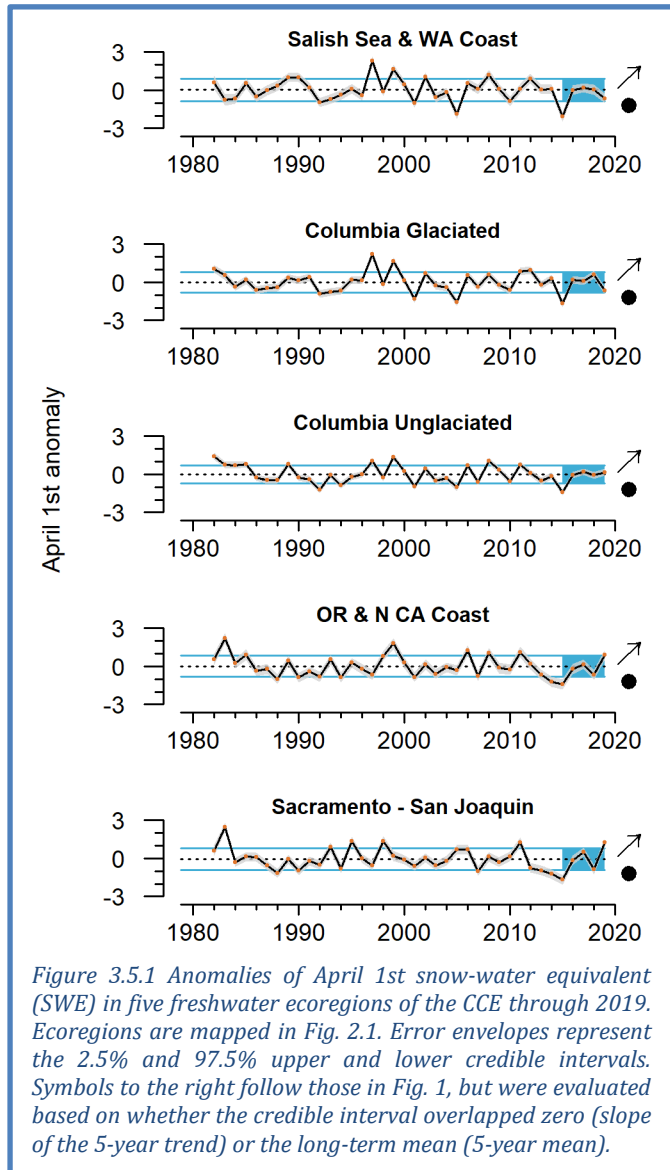 Salish Sea & WA Coast
3
0
-3
1980 1990 2000 2010 2020
Columbia Glaciated
3
0
-3
1980 1990 2000 2010 2020
Columbia Unglaciated
3
0
-3
1980 1990 2000 2010 2020
April 1st anomaly
OR & N CA Coast
3
0
-3
1980 1990 2000 2010 2020
Sacramento - San Joaquin
3
0
-3
1980 1990 2000 2010 2020
Figure 3.5.1 Anomalies of April 1st snow-water equivalent
(SWE) in five freshwater ecoregions of the CCE through 2019.
Ecoregions are mapped in Fig. 2.1. Error envelopes represent
the 2.5% and 97.5% upper and lower credible intervals.
Symbols to the right follow those in Fig. 1, but were evaluated
based on whether the credible interval overlapped zero (slope
of the 5-year trend) or the long-term mean (5-year mean).